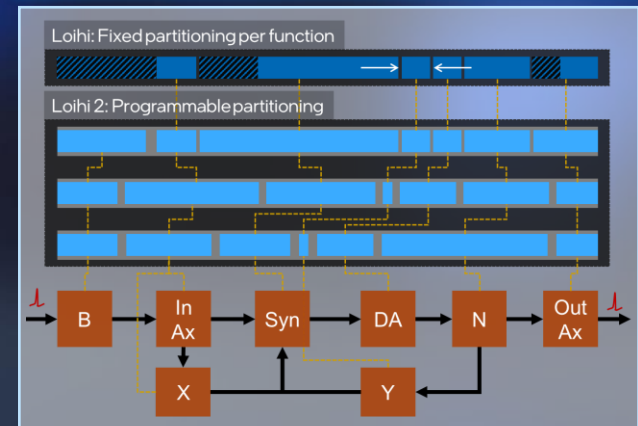 Loihi: Fixed partitioning per function
Loihi 2: Programmable partitioning
B
In
Ax
Syn
DA
N
Out
Ax
X
Y